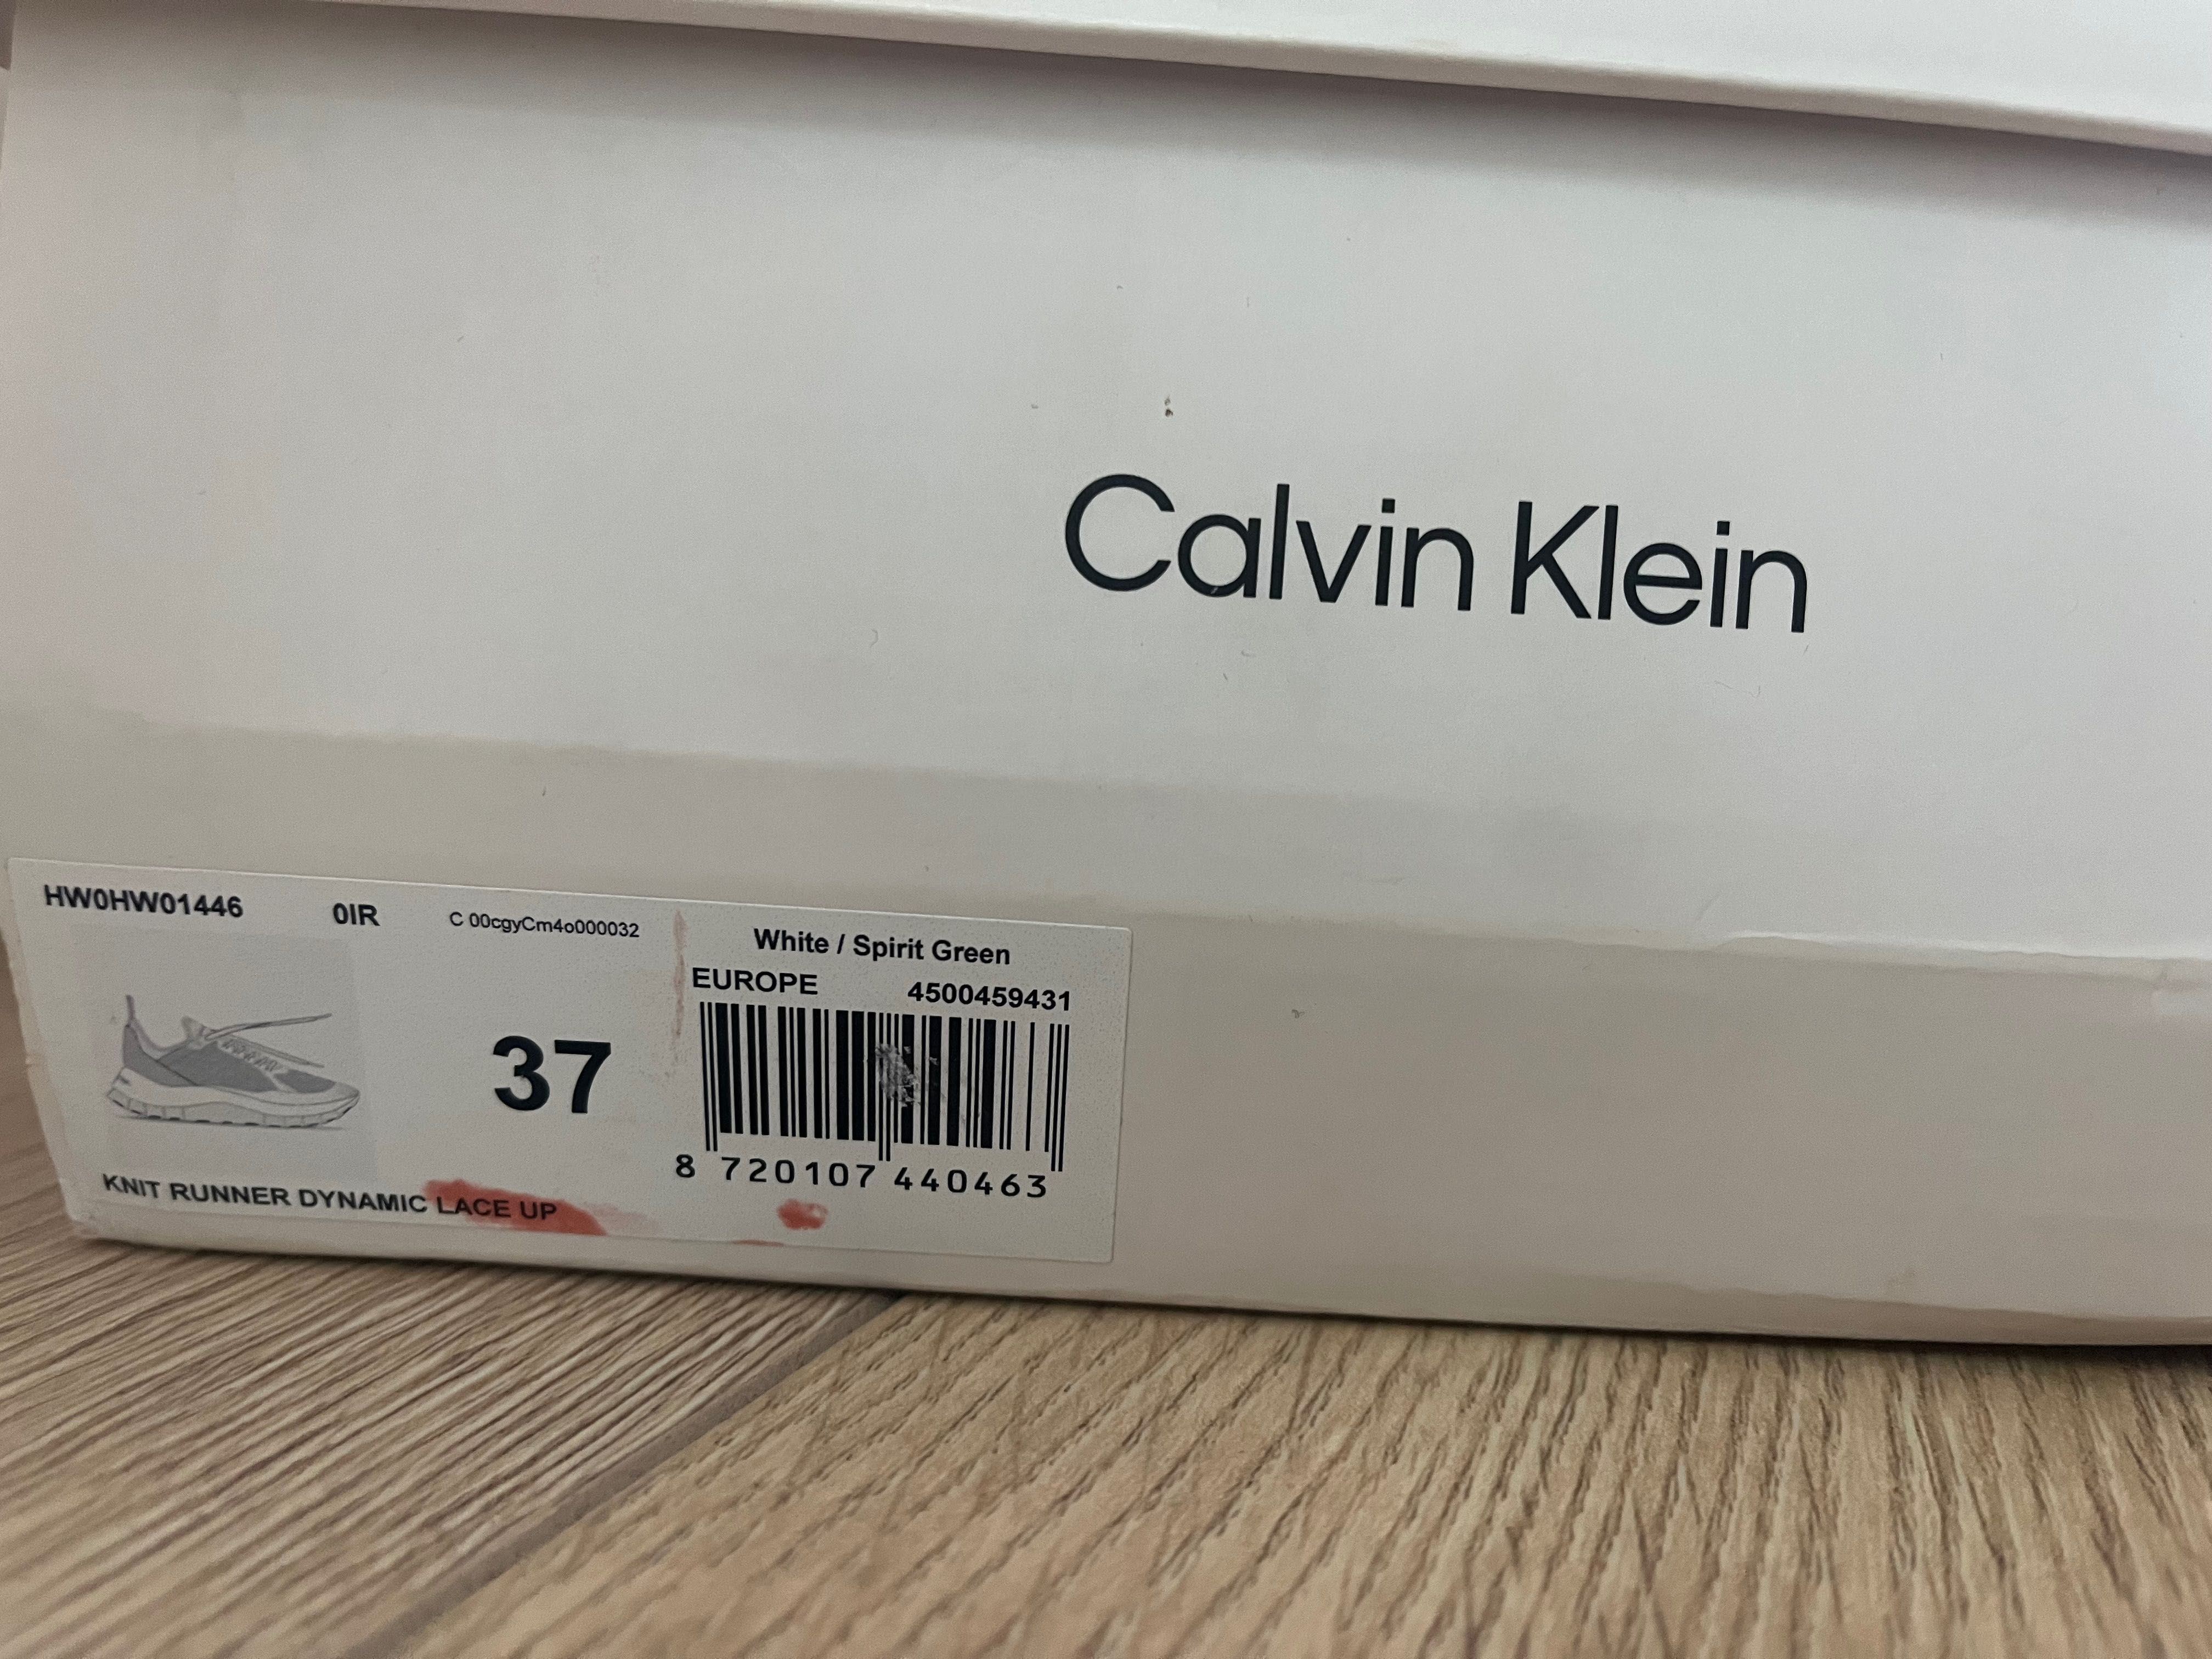 Calvin Klein
HW0HW01446 0IR C 00cgyCm4o000032
White / Spirit Green
EUROPE 4500459431
37
8 720107 440463
KNIT RUNNER DYNAMIC LACE UP